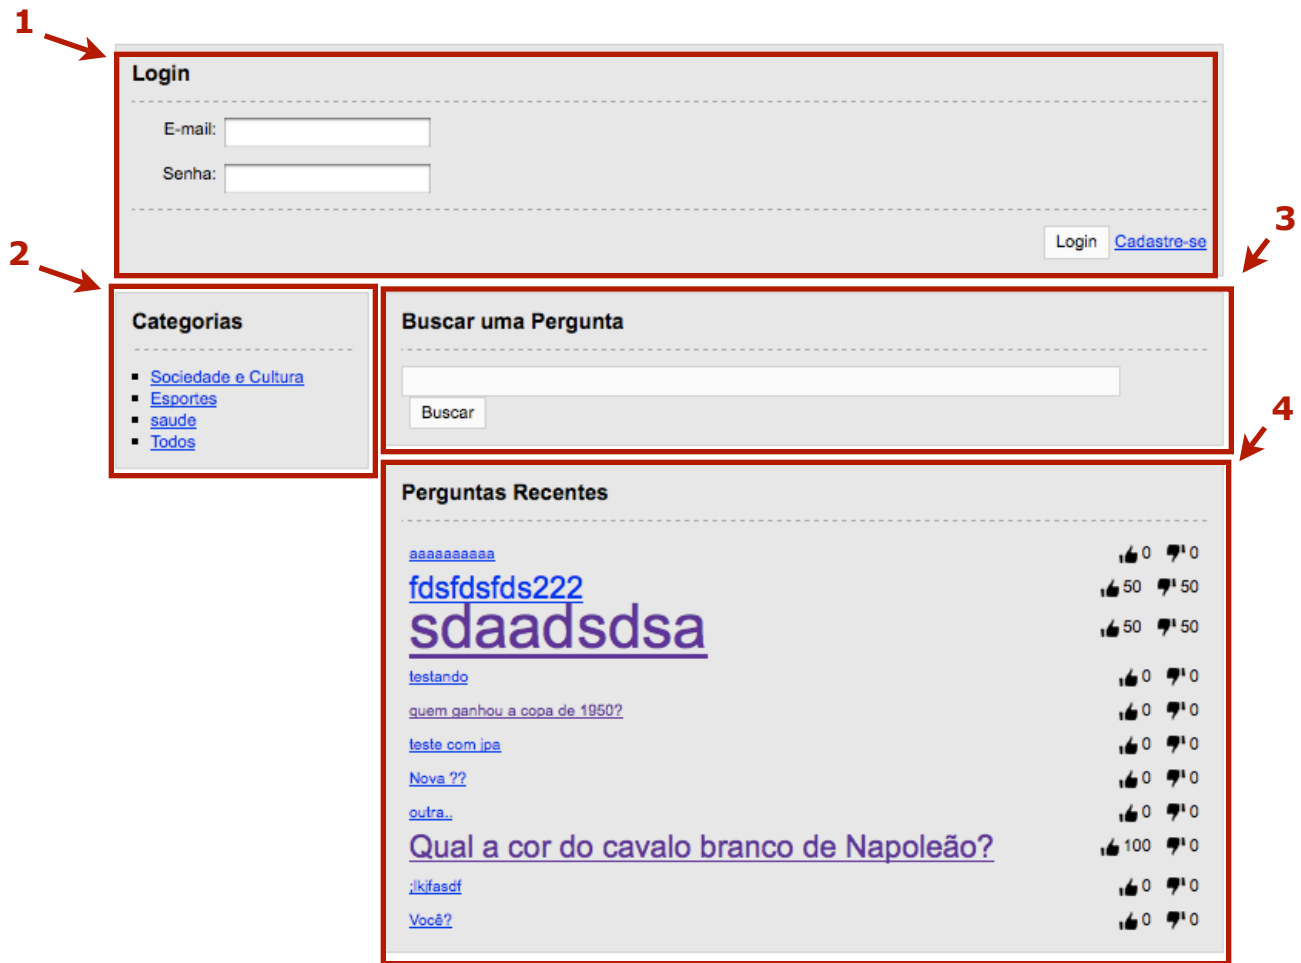 1
Login
E-mail:
Senha:
Login Cadastre-se
2
3
Categorias
Sociedade e Cultura
Esportes
saude
Todos
Buscar uma Pergunta
Buscar
4
Perguntas Recentes
aaaaaaaaaa 0 0
fdsfdsfds222 50 50
sdaadsdsa 50 50
testando 0 0
quem ganhou a copa de 1950? 0 0
teste com jpa 0 0
Nova ?? 0 0
outra.. 0 0
Qual a cor do cavalo branco de Napoleão? 100 0
;lkjfasdf 0 0
Você? 0 0